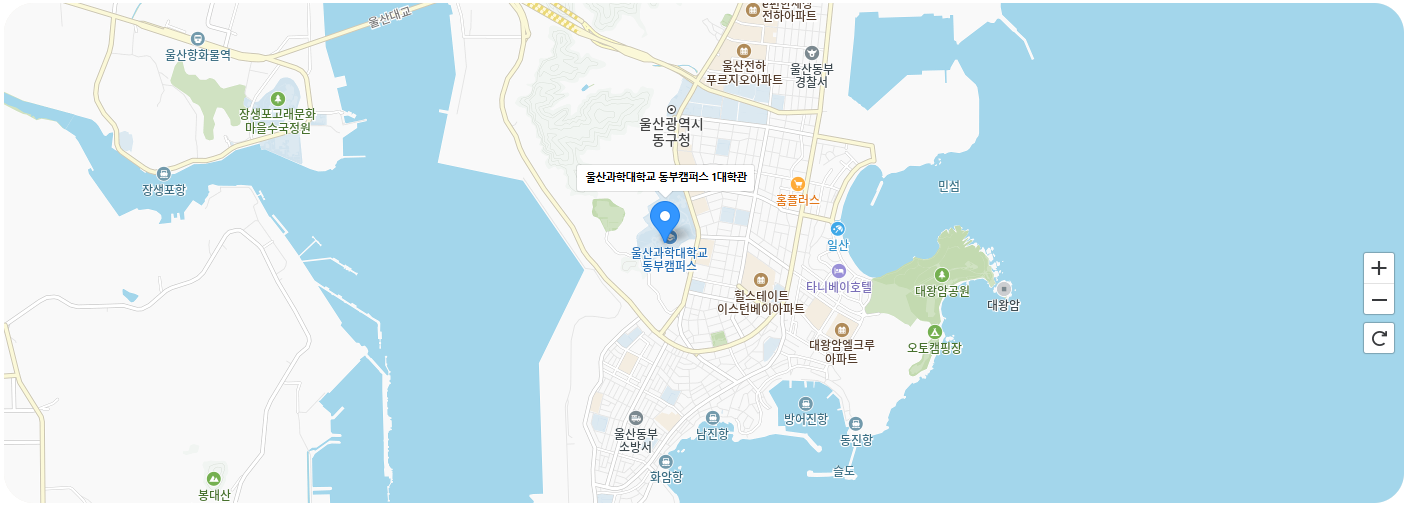 울산대교
전하아파트
울산항화물역
울산전하
푸르지오아파트
울산동부
경찰서
장생포고래문화
마을수국정원
울산광역시
동구청
장생포항
울산과학대학교 동부캠퍼스 1대학관
민섬
홈플러스
일산
울산과학대학교
동부캠퍼스
타니베이호텔
대왕암공원
대왕암
힐스테이트
이스턴베이아파트
대왕암엘크루
아파트
오토캠핑장
방어진항
남진항
동진항
울산동부
소방서
화암항
슬도
봉대산